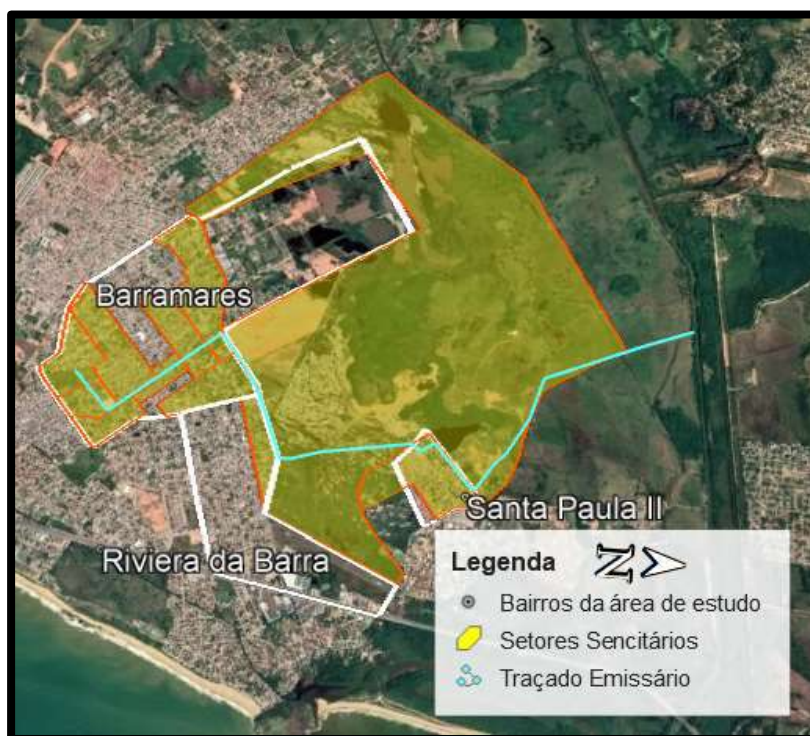 Barramares
Santa Paula II
Riviera da Barra
Legenda
N
Bairros da área de estudo
Setores Sencitários
Traçado Emissário